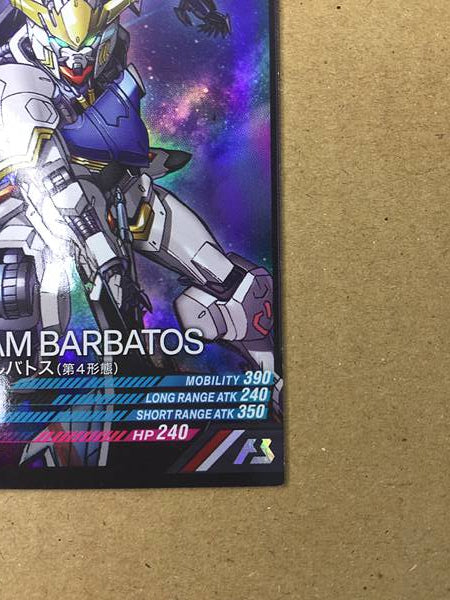 AM BARBATOS
ルバトス(第4形態)
MOBILITY 390
LONG RANGE ATK 240
SHORT RANGE ATK 350
HP 240